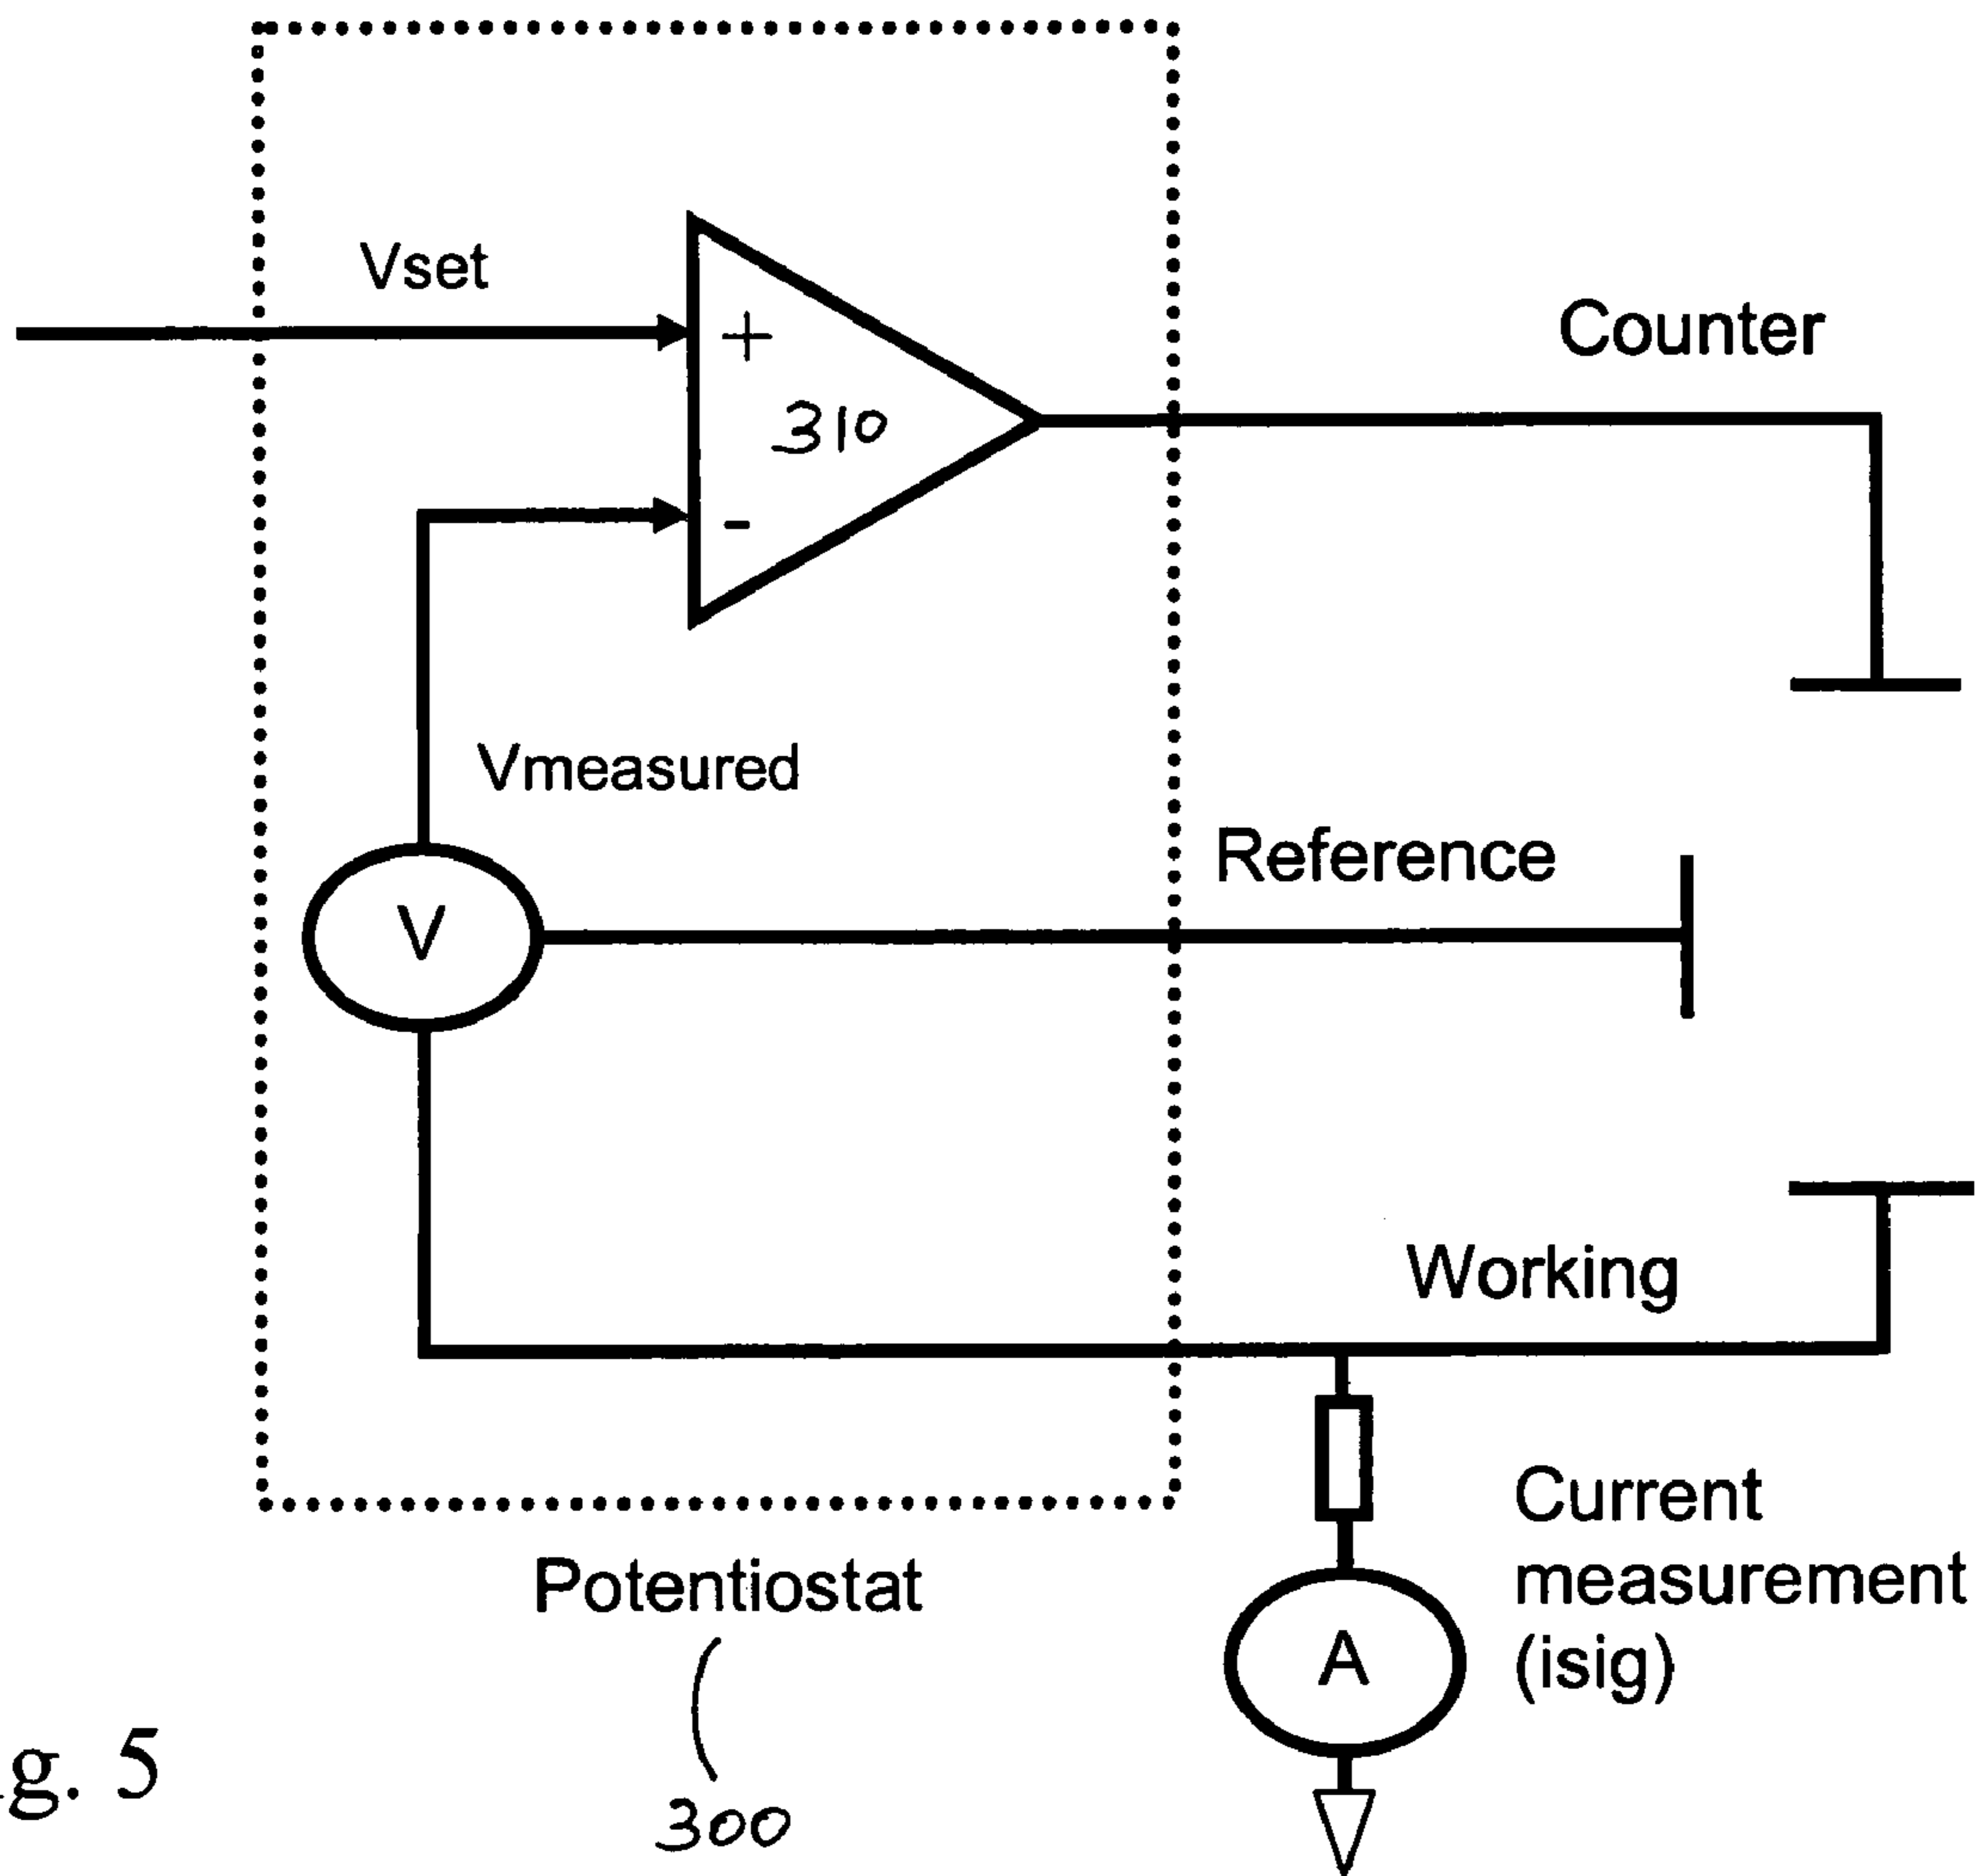 Vset
+
310
-
Counter
Vmeasured
Reference
V
Working
Current
measurement
(isig)
Potentiostat
A
300
g. 5